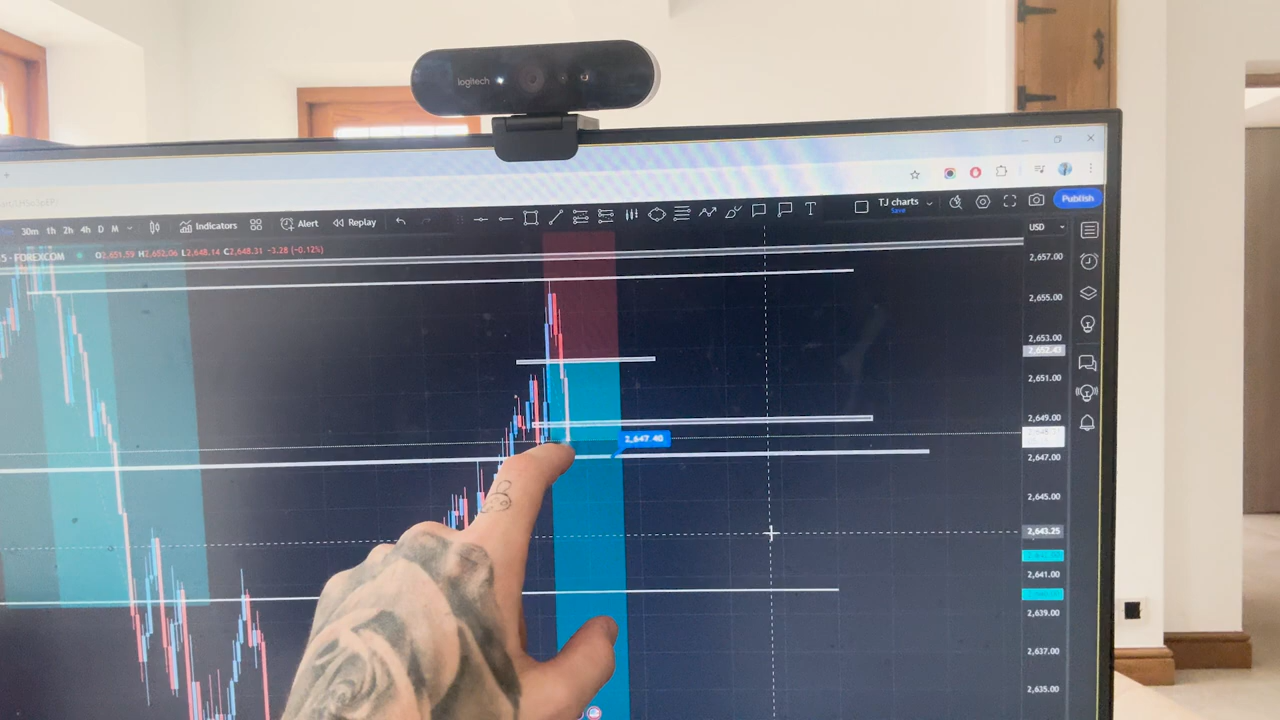 logitech
TJ charts
Save
Publish
30m 1h 2h 4h D M
Indicators
Alert
Replay
T
5 · FOREXCOM
O2,651.59 H2,652.06 L2,648.14 C2,648.31 -3.28 (-0.12%)
USD
2,657.00
2,655.00
2,653.00
2,652.43
2,651.00
2,649.00
2,647.40
2,647.00
2,645.00
2,643.25
2,641.00
2,639.00
2,637.00
2,635.00